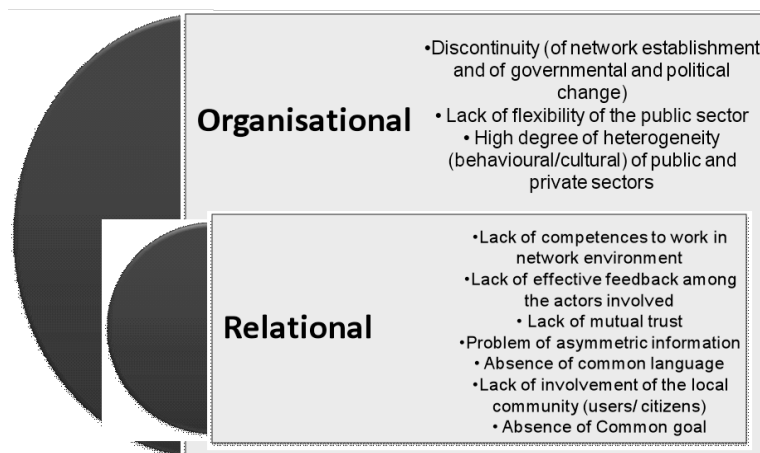 Organisational
•Discontinuity (of network establishment
and of governmental and political
change)
• Lack of flexibility of the public sector
• High degree of heterogeneity
(behavioural/cultural) of public and
private sectors
Relational
•Lack of competences to work in
network environment
•Lack of effective feedback among
the actors involved
• Lack of mutual trust
•Problem of asymmetric information
• Absence of common language
•Lack of involvement of the local
community (users/ citizens)
• Absence of Common goal